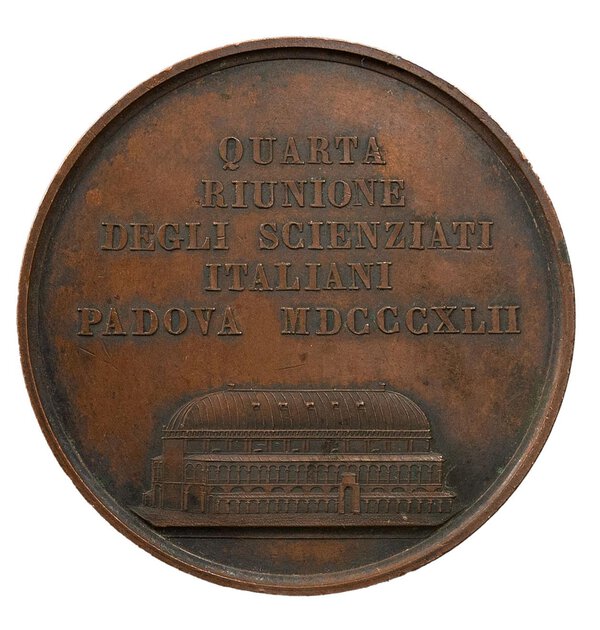 QUARTA
RIUNIONE
DEGLI SCIENZIATI
ITALIANI
PADOVA MDCCCXLII